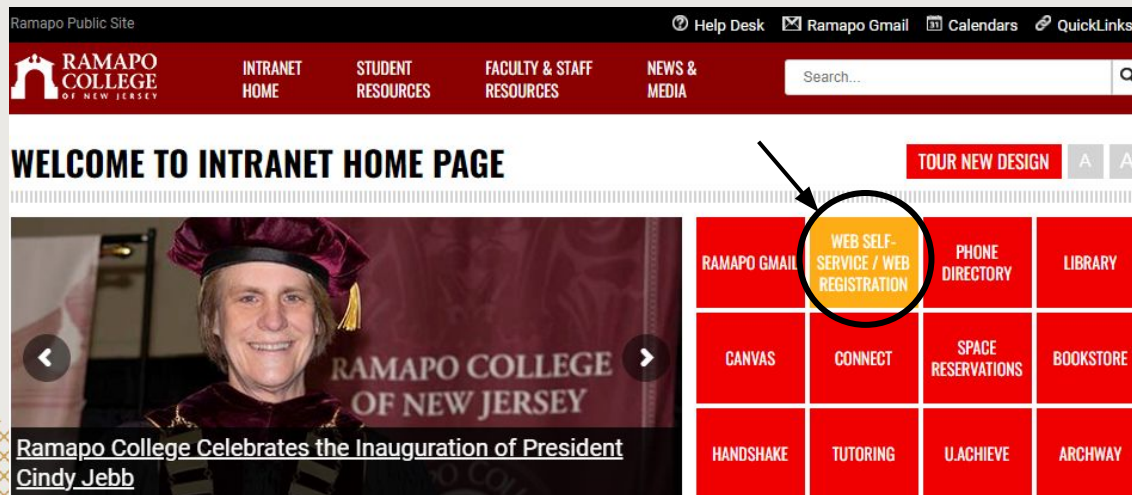 Ramapo Public Site
Help Desk
Ramapo Gmail
Calendars
QuickLinks
RAMAPO
COLLEGE
OF NEW JERSEY
INTRANET
HOME
STUDENT
RESOURCES
FACULTY & STAFF
RESOURCES
NEWS &
MEDIA
Search...
WELCOME TO INTRANET HOME PAGE
TOUR NEW DESIGN
A
A
RAMAPO GMAIL
WEB SELF-
SERVICE / WEB
REGISTRATION
PHONE
DIRECTORY
LIBRARY
RAMAPO COLLEGE
OF NEW JERSEY
CANVAS
CONNECT
SPACE
RESERVATIONS
BOOKSTORE
Ramapo College Celebrates the Inauguration of President
Cindy Jebb
HANDSHAKE
TUTORING
U.ACHIEVE
ARCHWAY